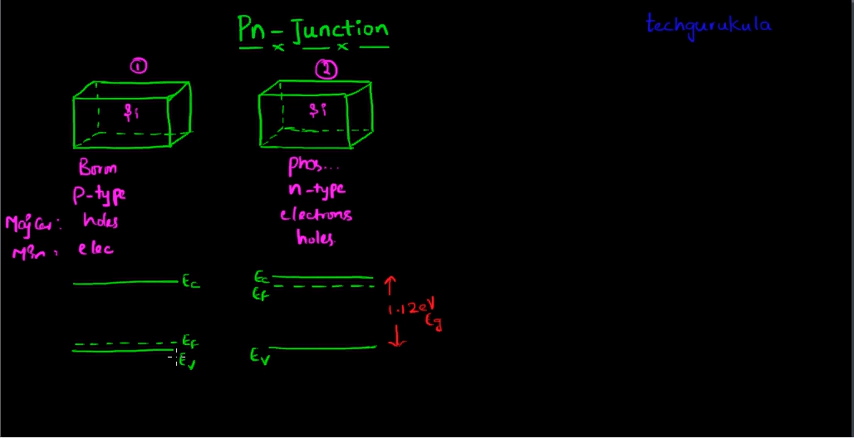 Pn-Junction
techgurukula
1
2
Si
Si
Boron
Phos...
P-type
n-type
Maj Car: holes
electrons
Min: elec
holes
Ec
Ec
EF
1.12eV
Eg
EF
Ev
Ev